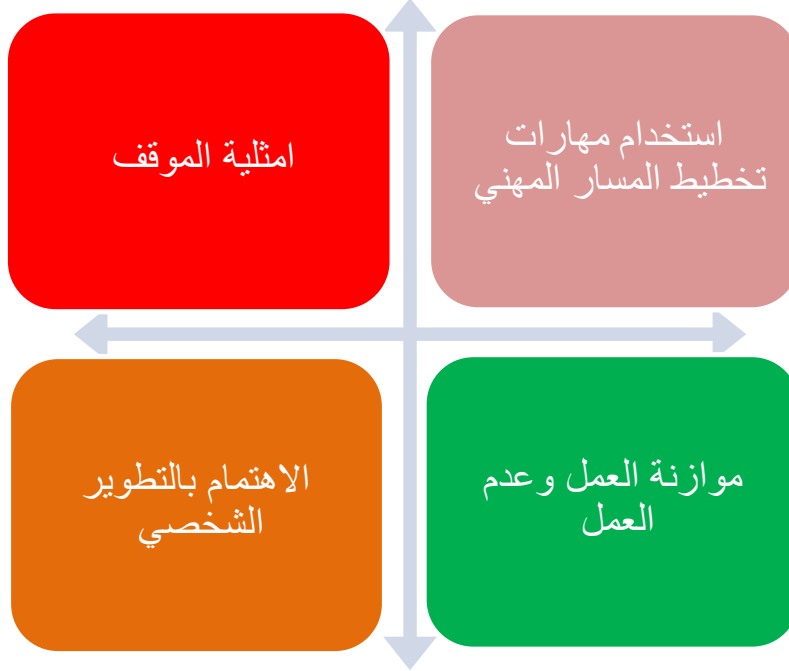 استخدام مهارات
تخطيط المسار المهني
امثلية الموقف
موازنة العمل وعدم
العمل
الاهتمام بالتطوير
الشخصي